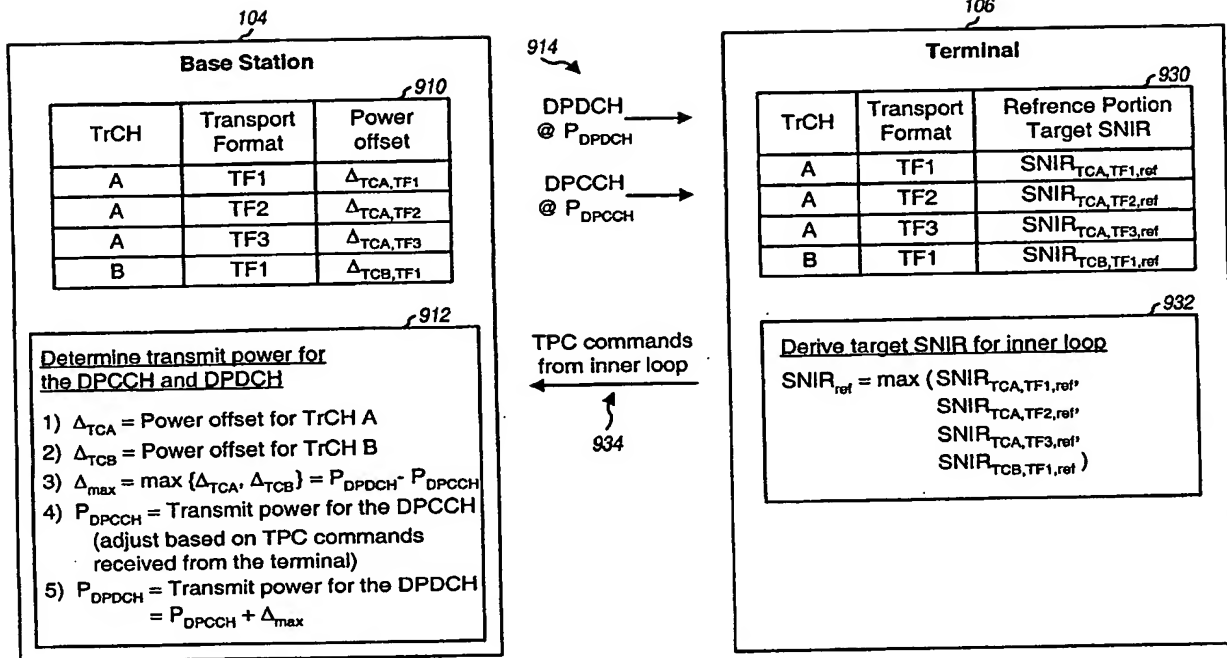 104
Base Station
910
TrCH Transport Format Power offset
A TF1 Δ_TCA,TF1
A TF2 Δ_TCA,TF2
A TF3 Δ_TCA,TF3
B TF1 Δ_TCB,TF1
912
Determine transmit power for
the DPCCH and DPDCH
1) Δ_TCA = Power offset for TrCH A
2) Δ_TCB = Power offset for TrCH B
3) Δ_max = max {Δ_TCA, Δ_TCB} = P_DPDCH - P_DPCCH
4) P_DPCCH = Transmit power for the DPCCH
(adjust based on TPC commands
received from the terminal)
5) P_DPDCH = Transmit power for the DPDCH
= P_DPCCH + Δ_max
914
DPDCH
@ P_DPDCH
DPCCH
@ P_DPCCH
TPC commands
from inner loop
934
106
Terminal
930
TrCH Transport Format Refrence Portion Target SNIR
A TF1 SNIR_TCA,TF1,ref
A TF2 SNIR_TCA,TF2,ref
A TF3 SNIR_TCA,TF3,ref
B TF1 SNIR_TCB,TF1,ref
932
Derive target SNIR for inner loop
SNIR_ref = max (SNIR_TCA,TF1,ref,
SNIR_TCA,TF2,ref,
SNIR_TCA,TF3,ref,
SNIR_TCB,TF1,ref)